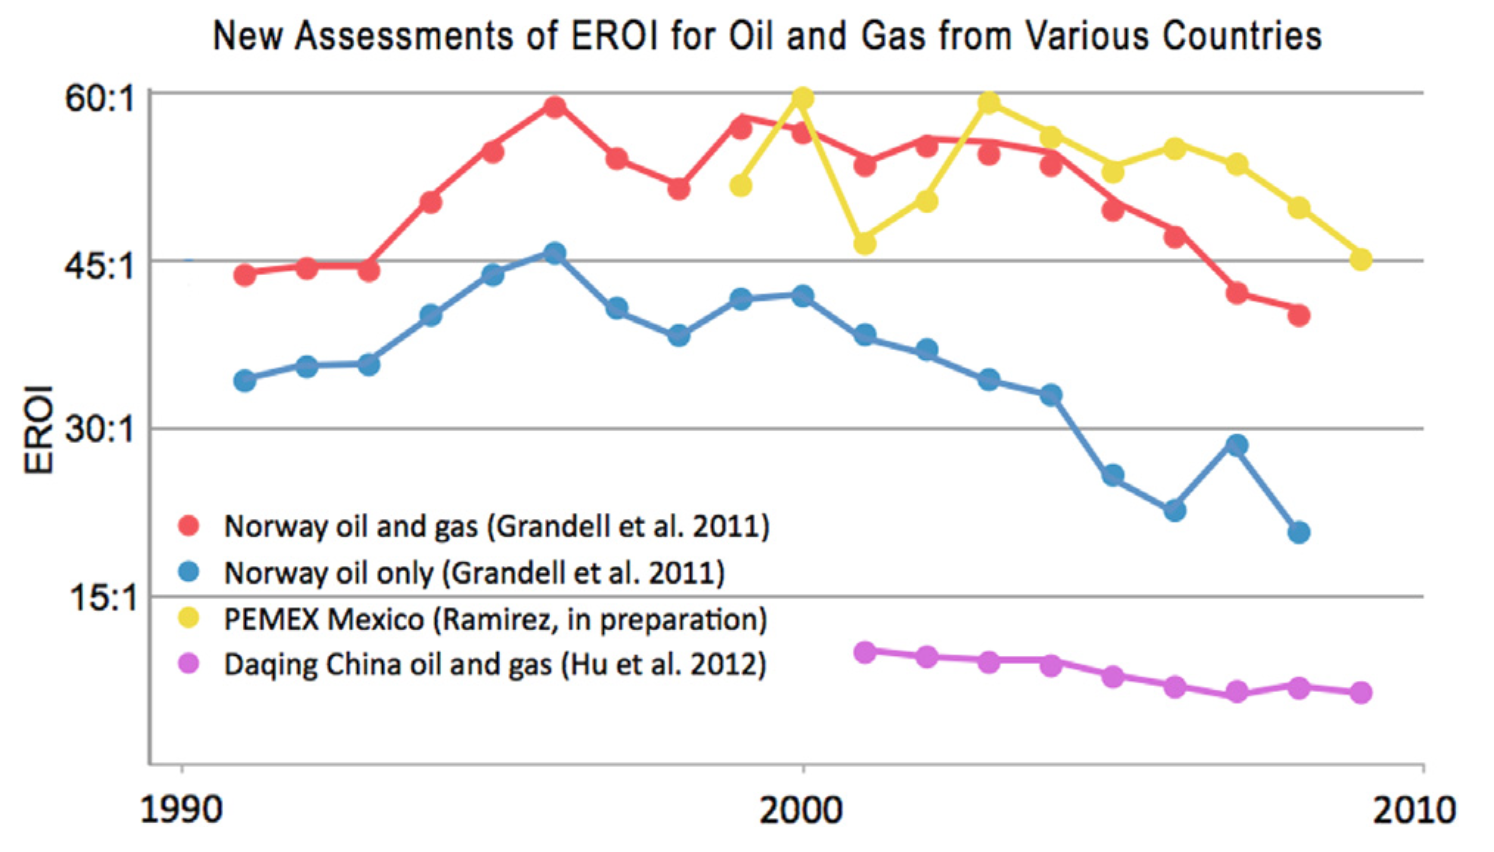 New Assessments of EROI for Oil and Gas from Various Countries
60:1
45:1
30:1
15:1
EROI
Norway oil and gas (Grandell et al. 2011)
Norway oil only (Grandell et al. 2011)
PEMEX Mexico (Ramirez, in preparation)
Daqing China oil and gas (Hu et al. 2012)
1990
2000
2010